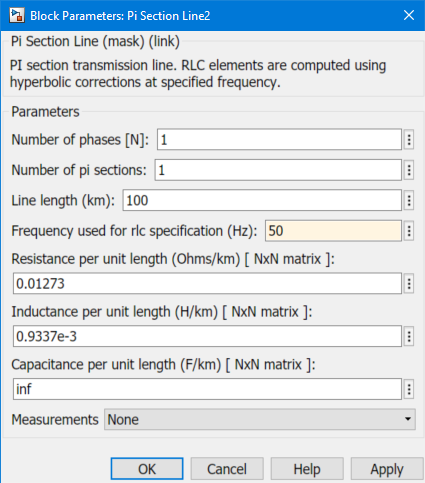 Block Parameters: Pi Section Line2
Pi Section Line (mask) (link)
PI section transmission line. RLC elements are computed using
hyperbolic corrections at specified frequency.
Parameters
Number of phases [N]: 1
Number of pi sections: 1
Line length (km): 100
Frequency used for rlc specification (Hz): 50
Resistance per unit length (Ohms/km) [ NxN matrix ]:
0.01273
Inductance per unit length (H/km) [ NxN matrix ]:
0.9337e-3
Capacitance per unit length (F/km) [ NxN matrix ]:
inf
Measurements None
OK Cancel Help Apply